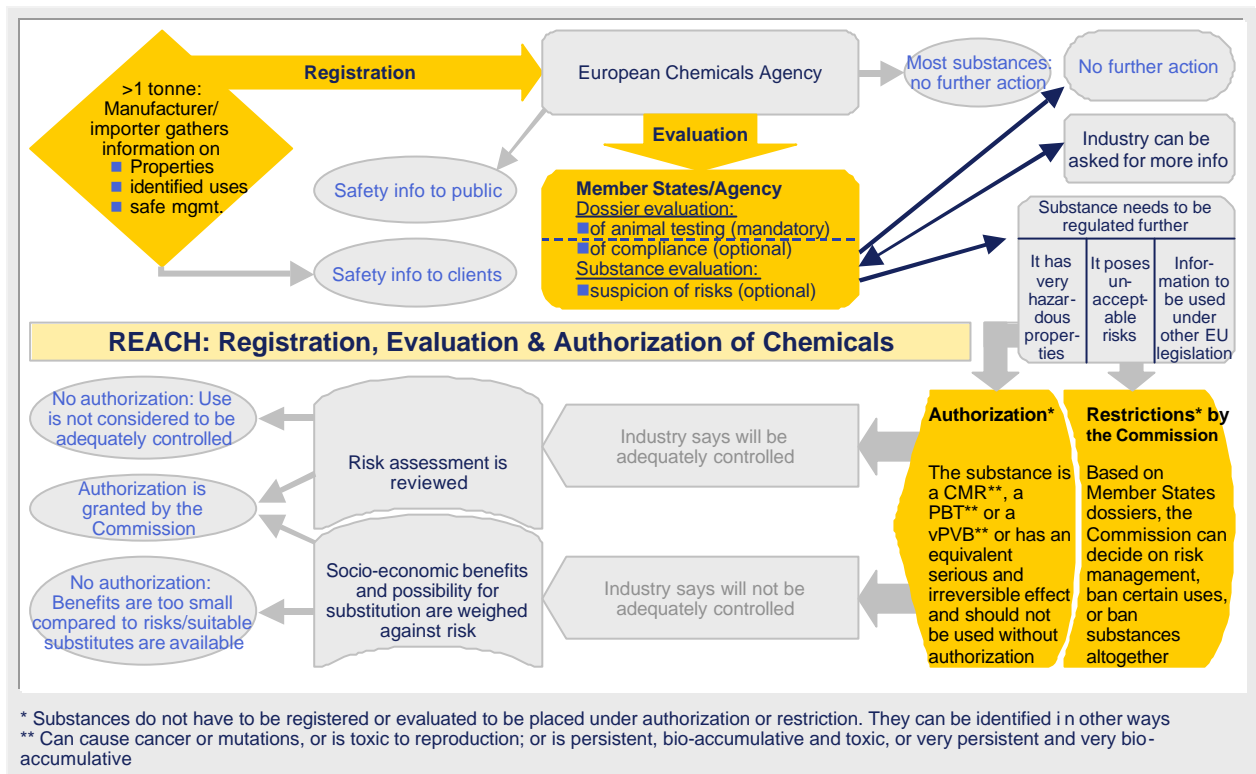 Registration
>1 tonne:
Manufacturer/
importer gathers
information on
Properties
identified uses
safe mgmt.
European Chemicals Agency
Most substances:
no further action
No further action
Evaluation
Industry can be
asked for more info
Safety info to public
Safety info to clients
Member States/Agency
Dossier evaluation:
of animal testing (mandatory)
of compliance (optional)
Substance evaluation:
suspicion of risks (optional)
Substance needs to be
regulated further
It has
very
hazar-
dous
proper-
ties
It poses
un-
accept-
able
risks
Infor-
mation to
be used
under
other EU
legislation
REACH: Registration, Evaluation & Authorization of Chemicals
No authorization: Use
is not considered to be
adequately controlled
Authorization is
granted by the
Commission
No authorization:
Benefits are too small
compared to risks/suitable
substitutes are available
Risk assessment is
reviewed
Socio-economic benefits
and possibility for
substitution are weighed
against risk
Industry says will be
adequately controlled
Industry says will not be
adequately controlled
Authorization*
The substance is
a CMR**, a
PBT** or a
vPVB** or has an
equivalent
serious and
irreversible effect
and should not
be used without
authorization
Restrictions* by
the Commission
Based on
Member States
dossiers, the
Commission can
decide on risk
management,
ban certain uses,
or ban
substances
altogether
* Substances do not have to be registered or evaluated to be placed under authorization or restriction. They can be identified in other ways
** Can cause cancer or mutations, or is toxic to reproduction; or is persistent, bio-accumulative and toxic, or very persistent and very bio-
accumulative